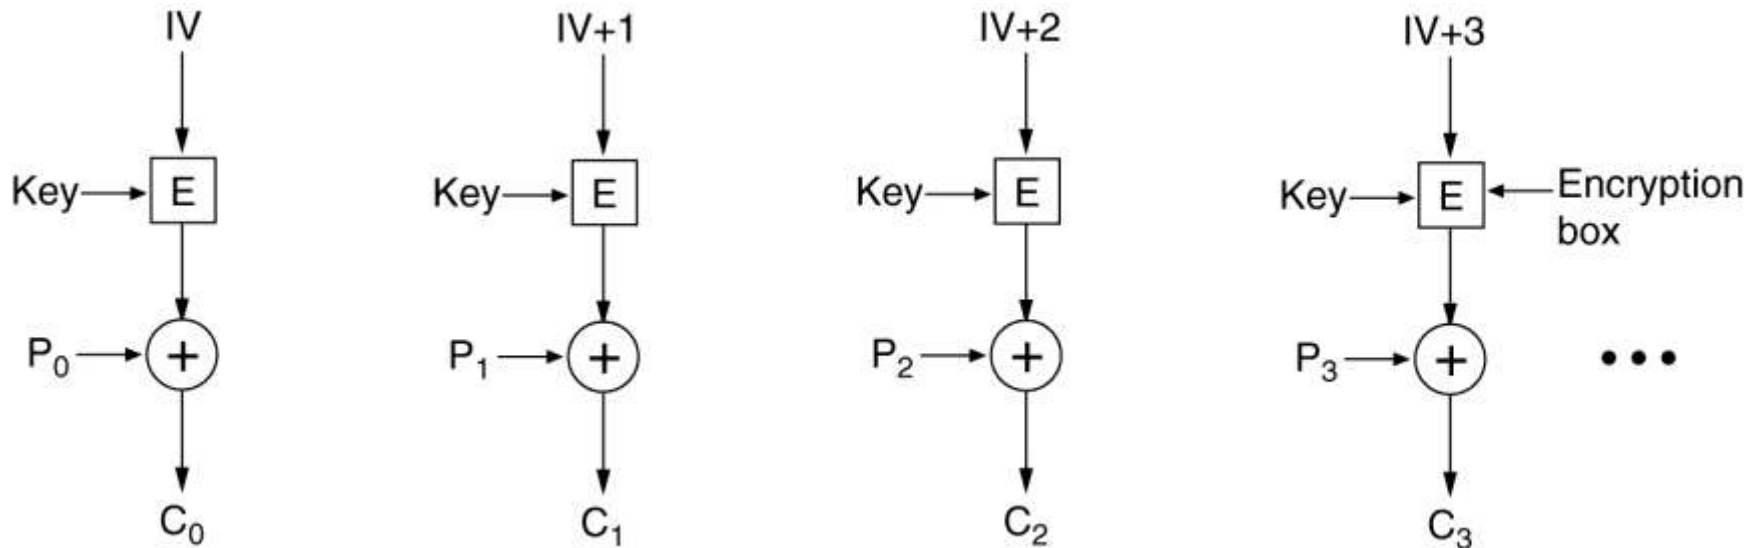 IV IV+1 IV+2 IV+3
Key E Key E Key E Key E Encryption
box
P₀ + P₁ + P₂ + P₃ + •••
C₀ C₁ C₂ C₃